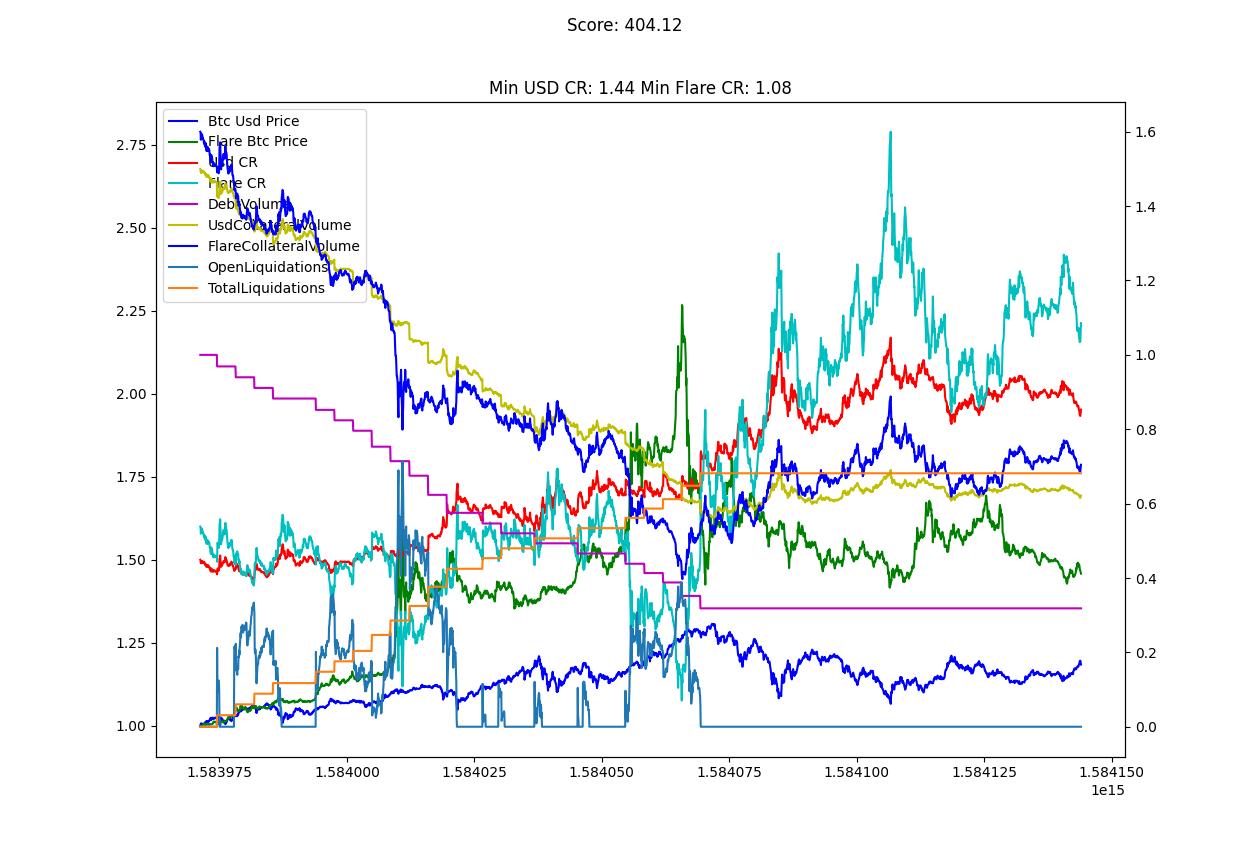 Score: 404.12
Min USD CR: 1.44 Min Flare CR: 1.08
Btc Usd Price
Flare Btc Price
Usd CR
Flare CR
Debt Volume
UsdCollateralVolume
FlareCollateralVolume
OpenLiquidations
TotalLiquidations
2.75
2.50
2.25
2.00
1.75
1.50
1.25
1.00
1.6
1.4
1.2
1.0
0.8
0.6
0.4
0.2
0.0
1.583975
1.584000
1.584025
1.584050
1.584075
1.584100
1.584125
1.584150
1e15